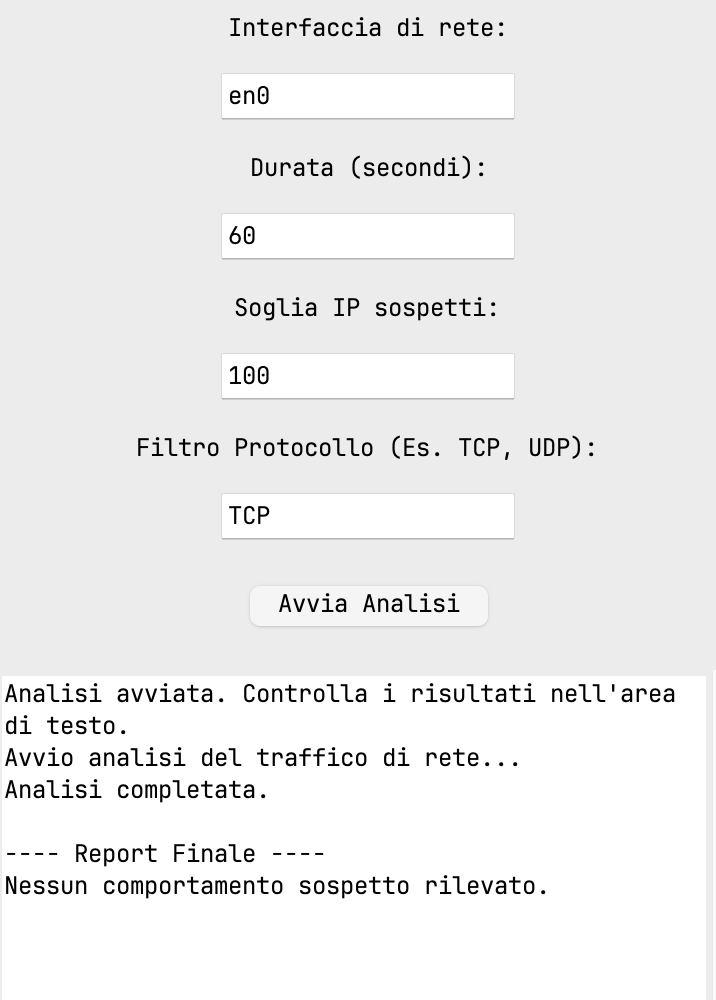 Interfaccia di rete:
en0
Durata (secondi):
60
Soglia IP sospetti:
100
Filtro Protocollo (Es. TCP, UDP):
TCP
Avvia Analisi
Analisi avviata. Controlla i risultati nell'area
di testo.
Avvio analisi del traffico di rete...
Analisi completata.
---- Report Finale ----
Nessun comportamento sospetto rilevato.